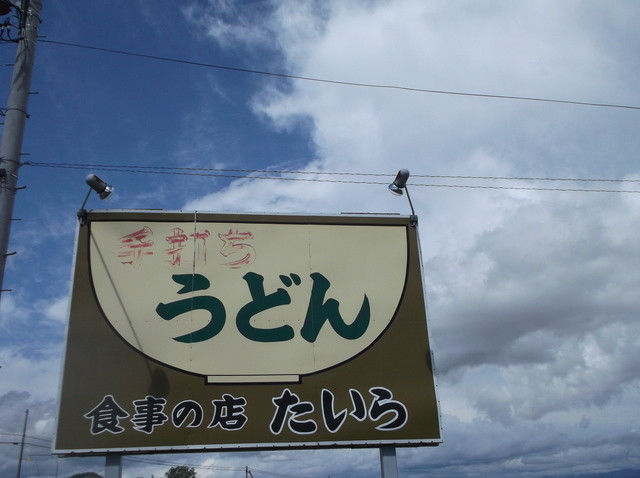 手打ち
うどん
食事の店 たいら